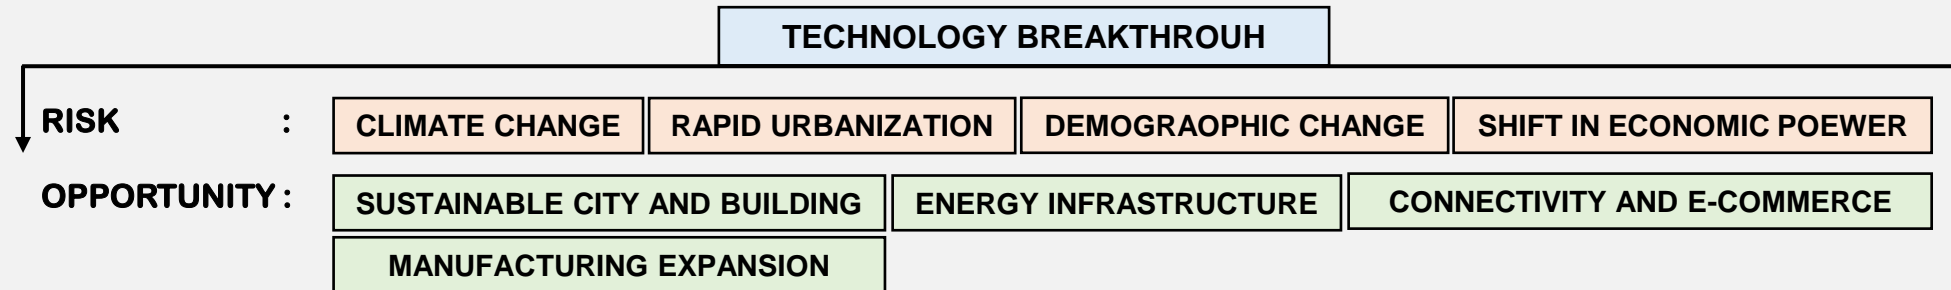 TECHNOLOGY BREAKTHROUH
RISK : CLIMATE CHANGE RAPID URBANIZATION DEMOGRAOPHIC CHANGE SHIFT IN ECONOMIC POEWER
OPPORTUNITY : SUSTAINABLE CITY AND BUILDING ENERGY INFRASTRUCTURE CONNECTIVITY AND E-COMMERCE
MANUFACTURING EXPANSION